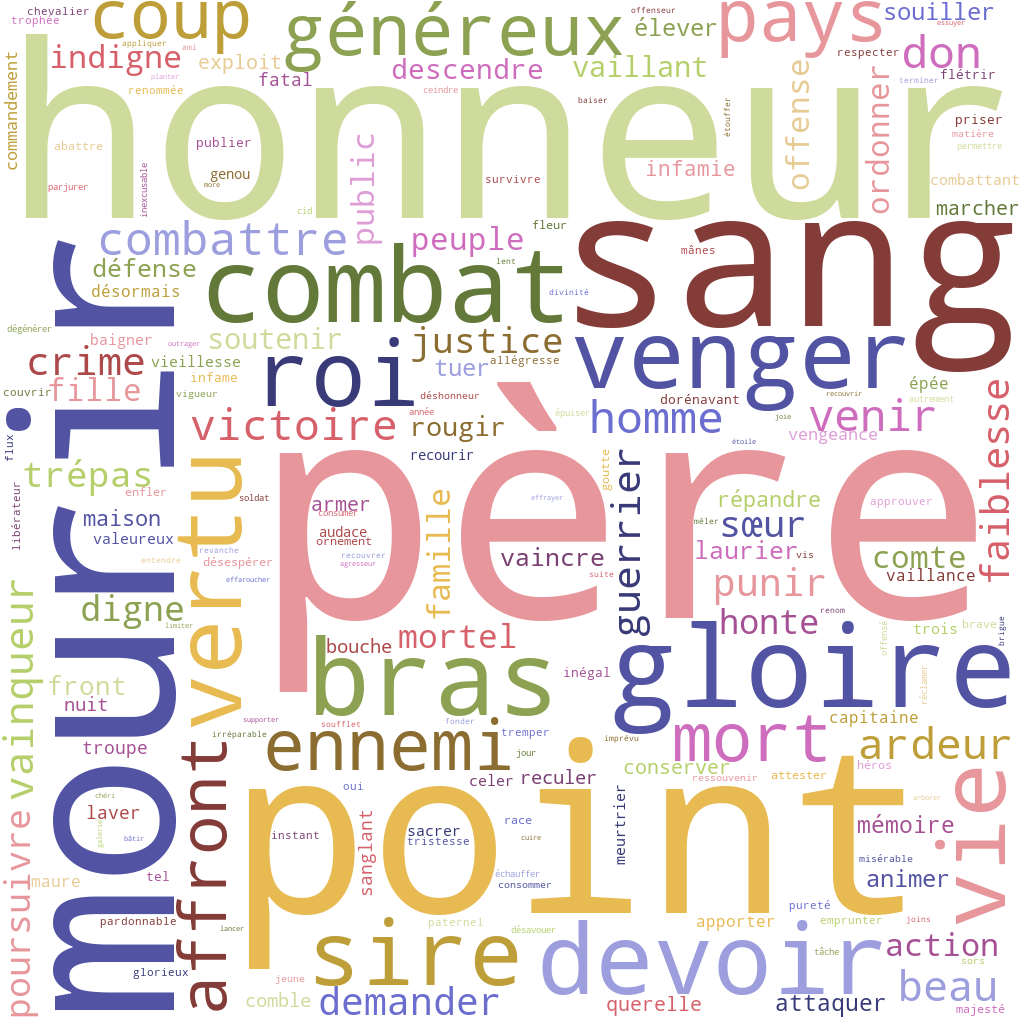 chevalier
trophée
coup
appliquer
ami
généreux
offenseur
élever
pays
souiller
essuyer
indigne
exploit
planter
renommée
fatal
descendre
ceindre
vaillant
respecter
don
flétrir
terminer
commandement
honneur
baiser
étouffer
offense
ordonner
priser
matière
permettre
abattre
publier
parjurer
inexcusable
genou
more
public
survivre
infamie
combattant
cid
fleur
marcher
combattre
peuple
mânes
sang
défense
désormais
combat
lent
divinité
dégénérer
baigner
outrager
soutenir
justice
venger
crime
vieillesse
roi
tuer
allégresse
couvrir
fille
infame
vigueur
déshonneur
dorénavant
épée
recouvrir
autrement
mourir
flux
victoire
année
rougir
épuiser
homme
joie
venir
étoile
vengeance
faiblesse
recourir
trépas
enfler
soldat
vertu
père
goutte
guerrier
libérateur
armer
consumer
famille
effrayer
répandre
approuver
maison
valeureux
audace
ornement
mêler
sœur
entendre
revanche
désespérer
recouvrer
agresseur
vaincre
laurier
vis
comte
effaroucher
suite
punir
vaillance
vainqueur
digne
limiter
renom
honte
trois
brave
brigue
offensé
bouche
mortel
bras
gloire
inégal
front
réclamer
nuit
supporter
soufflet
fonder
tremper
capitaine
irréparable
imprévu
mort
troupe
affront
ennemi
jour
ardeur
conserver
celer
reculer
ressouvenir
attester
héros
oui
point
vie
chéri
arborer
laver
galerie
bâtir
instant
sacrer
tristesse
race
cuire
meurtrier
mémoire
sanglant
misérable
poursuivre
maure
tel
échauffer
consommer
animer
pureté
pardonnable
lancer
paternel
désavouer
apporter
emprunter
joins
sire
devoir
action
glorieux
tâche
sors
jeune
comble
demander
querelle
attaquer
beau
majesté